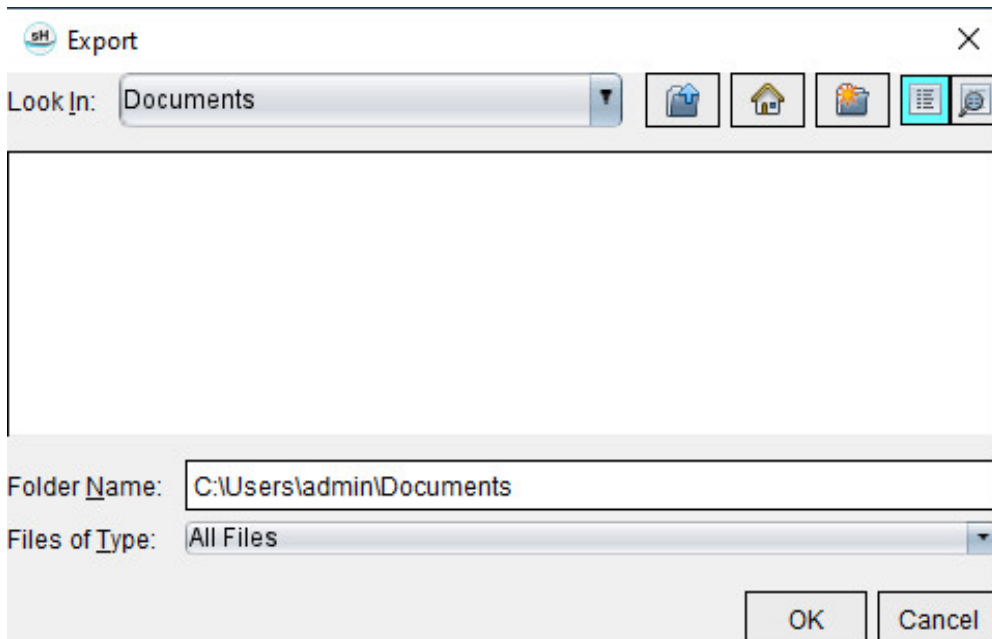 sH Export
Look In: Documents
Folder Name: C:\Users\admin\Documents
Files of Type: All Files
OK Cancel